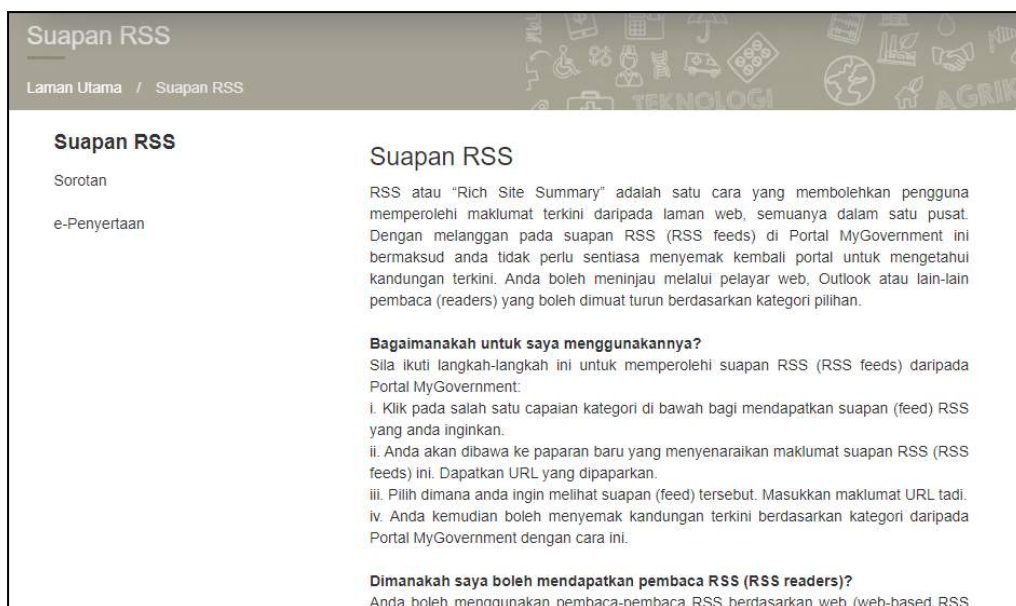 Suapan RSS
Laman Utama / Suapan RSS
TEKNOLOGI
Suapan RSS
Sorotan
e-Penyertaan
Suapan RSS
RSS atau “Rich Site Summary” adalah satu cara yang membolehkan pengguna
memperolehi maklumat terkini daripada laman web, semuanya dalam satu pusat.
Dengan melanggan pada suapan RSS (RSS feeds) di Portal MyGovernment ini
bermaksud anda tidak perlu sentiasa menyemak kembali portal untuk mengetahui
kandungan terkini. Anda boleh meninjau melalui pelayar web, Outlook atau lain-lain
pembaca (readers) yang boleh dimuat turun berdasarkan kategori pilihan.
Bagaimanakah untuk saya menggunakannya?
Sila ikuti langkah-langkah ini untuk memperolehi suapan RSS (RSS feeds) daripada
Portal MyGovernment:
i. Klik pada salah satu capaian kategori di bawah bagi mendapatkan suapan (feed) RSS
yang anda inginkan.
ii. Anda akan dibawa ke paparan baru yang menyenaraikan maklumat suapan RSS (RSS
feeds) ini. Dapatkan URL yang dipaparkan.
iii. Pilih dimana anda ingin melihat suapan (feed) tersebut. Masukkan maklumat URL tadi.
iv. Anda kemudian boleh menyemak kandungan terkini berdasarkan kategori daripada
Portal MyGovernment dengan cara ini.
Dimanakah saya boleh mendapatkan pembaca RSS (RSS readers)?
Anda boleh menggunakan pembaca-pembaca RSS berdasarkan web (web-based RSS